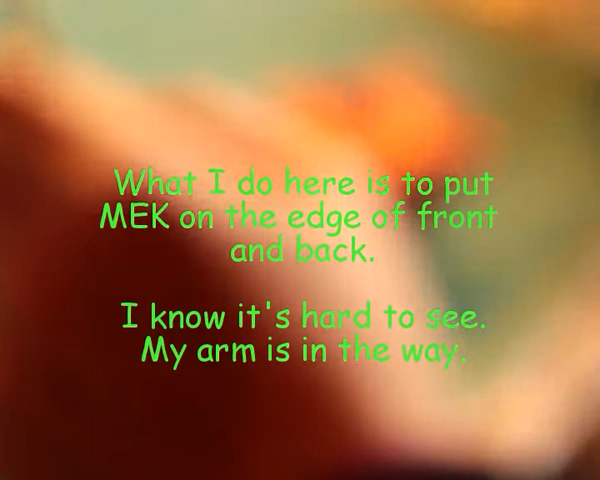 What I do here is to put
MEK on the edge of front
and back.
I know it's hard to see.
My arm is in the way.